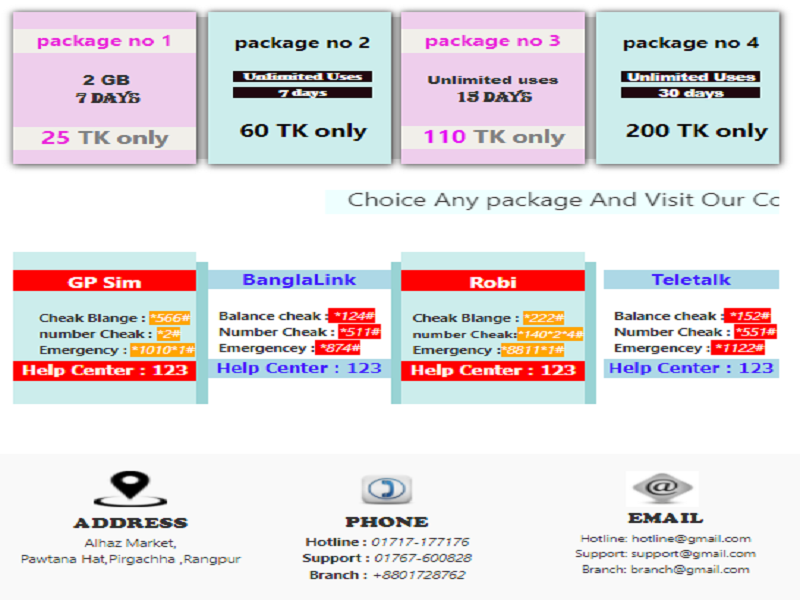 package no 1
2 GB
7 DAYS
25 TK only
package no 2
Unlimited Uses
7 days
60 TK only
package no 3
Unlimited uses
15 DAYS
110 TK only
package no 4
Unlimited Uses
30 days
200 TK only
Choice Any package And Visit Our Cc
GP Sim
Cheak Blange : *566#
number Cheak : *2#
Emergency : *1010*1#
Help Center : 123
BanglaLink
Balance cheak : *124#
Number Cheak : *511#
Emergencey : *874#
Help Center : 123
Robi
Cheak Blange : *222#
number Cheak:*140*2*4#
Emergency :*8811*1#
Help Center : 123
Teletalk
Balance cheak : *152#
Number Cheak : *551#
Emergencey : *1122#
Help Center : 123
ADDRESS
Alhaz Market,
Pawtana Hat,Pirgachha ,Rangpur
PHONE
Hotline : 01717-177176
Support : 01767-600828
Branch : +8801728762
EMAIL
Hotline: hotline@gmail.com
Support: support@gmail.com
Branch: branch@gmail.com